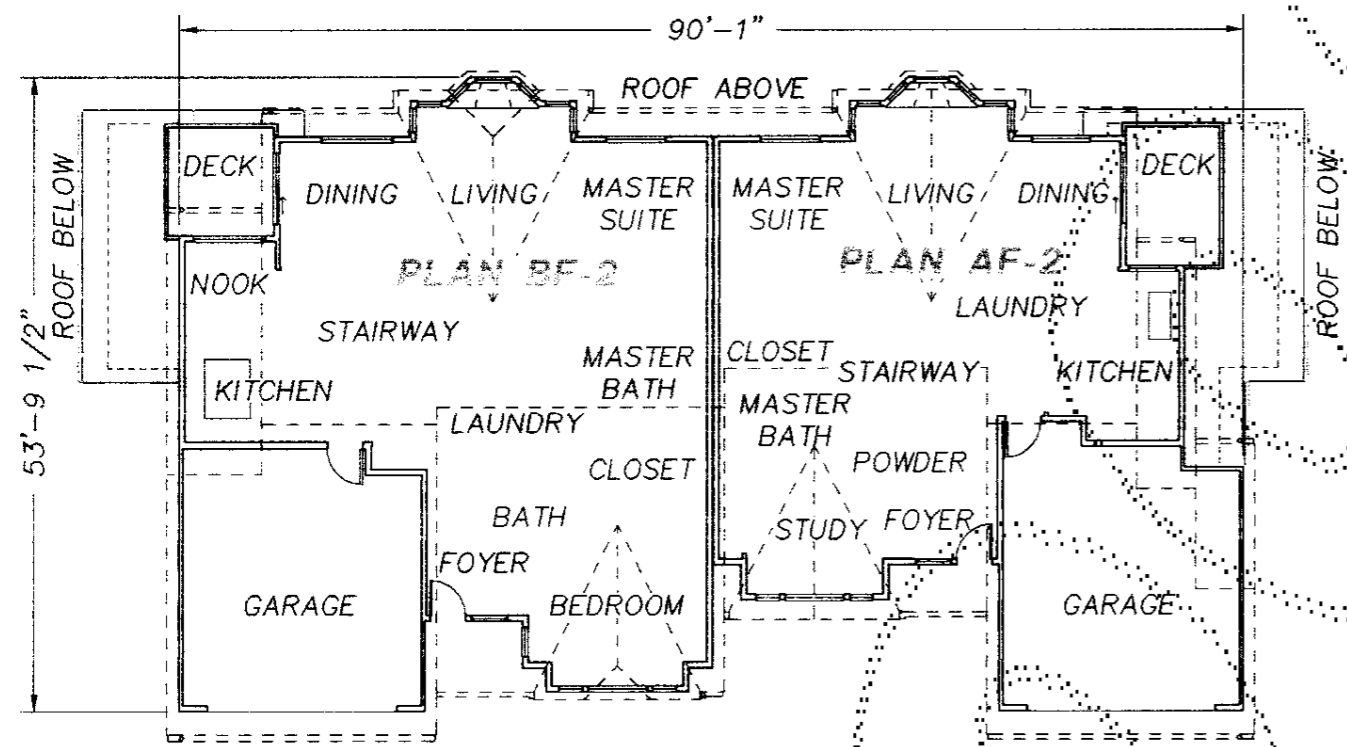 90'-1"
ROOF ABOVE
53'-9 1/2"
ROOF BELOW
DECK
DINING
LIVING
MASTER
SUITE
MASTER
SUITE
LIVING
DINING
DECK
ROOF BELOW
PLAN BF-2
PLAN AF-2
NOOK
LAUNDRY
STAIRWAY
MASTER
BATH
CLOSET
STAIRWAY
KITCHEN
KITCHEN
LAUNDRY
MASTER
BATH
CLOSET
POWDER
BATH
STUDY
FOYER
FOYER
GARAGE
BEDROOM
GARAGE